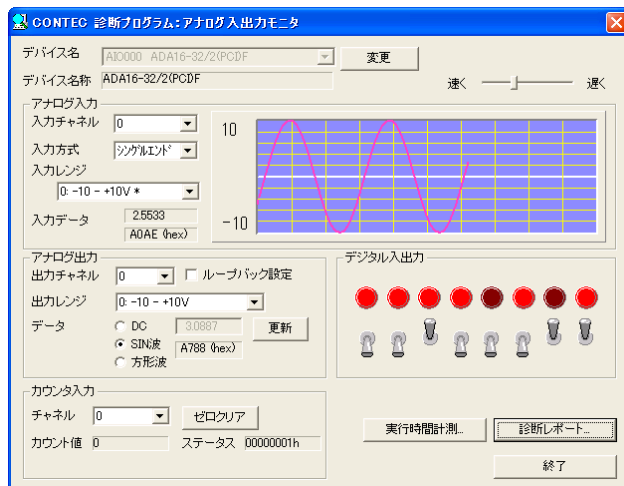 CONTEC 診断プログラム:アナログ入出力モニタ
デバイス名 AIO000 ADA16-32/2(PCI)F 変更
デバイス名称 ADA16-32/2(PCI)F
速く 遅く
アナログ入力
入力チャネル 0
入力方式 シングルエンド
入力レンジ
0: -10 - +10V *
入力データ 2.5533
A0AE (hex)
10
-10
アナログ出力
出力チャネル 0 ループバック設定
出力レンジ 0: -10 - +10V
データ DC 3.0887 更新
SIN波 A788 (hex)
方形波
デジタル入出力
カウンタ入力
チャネル 0 ゼロクリア
カウント値 0 ステータス 00000001h
実行時間計測... 診断レポート...
終了